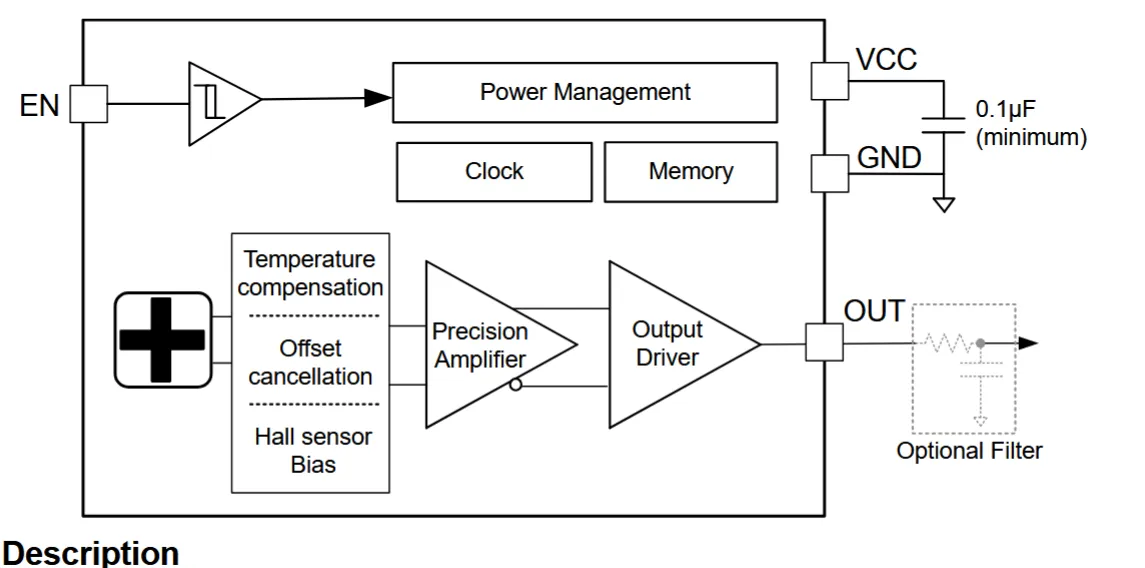 EN
Power Management
VCC
0.1µF
(minimum)
Clock
Memory
GND
Temperature
compensation
Offset
cancellation
Hall sensor
Bias
Precision
Amplifier
Output
Driver
OUT
Optional Filter
Description